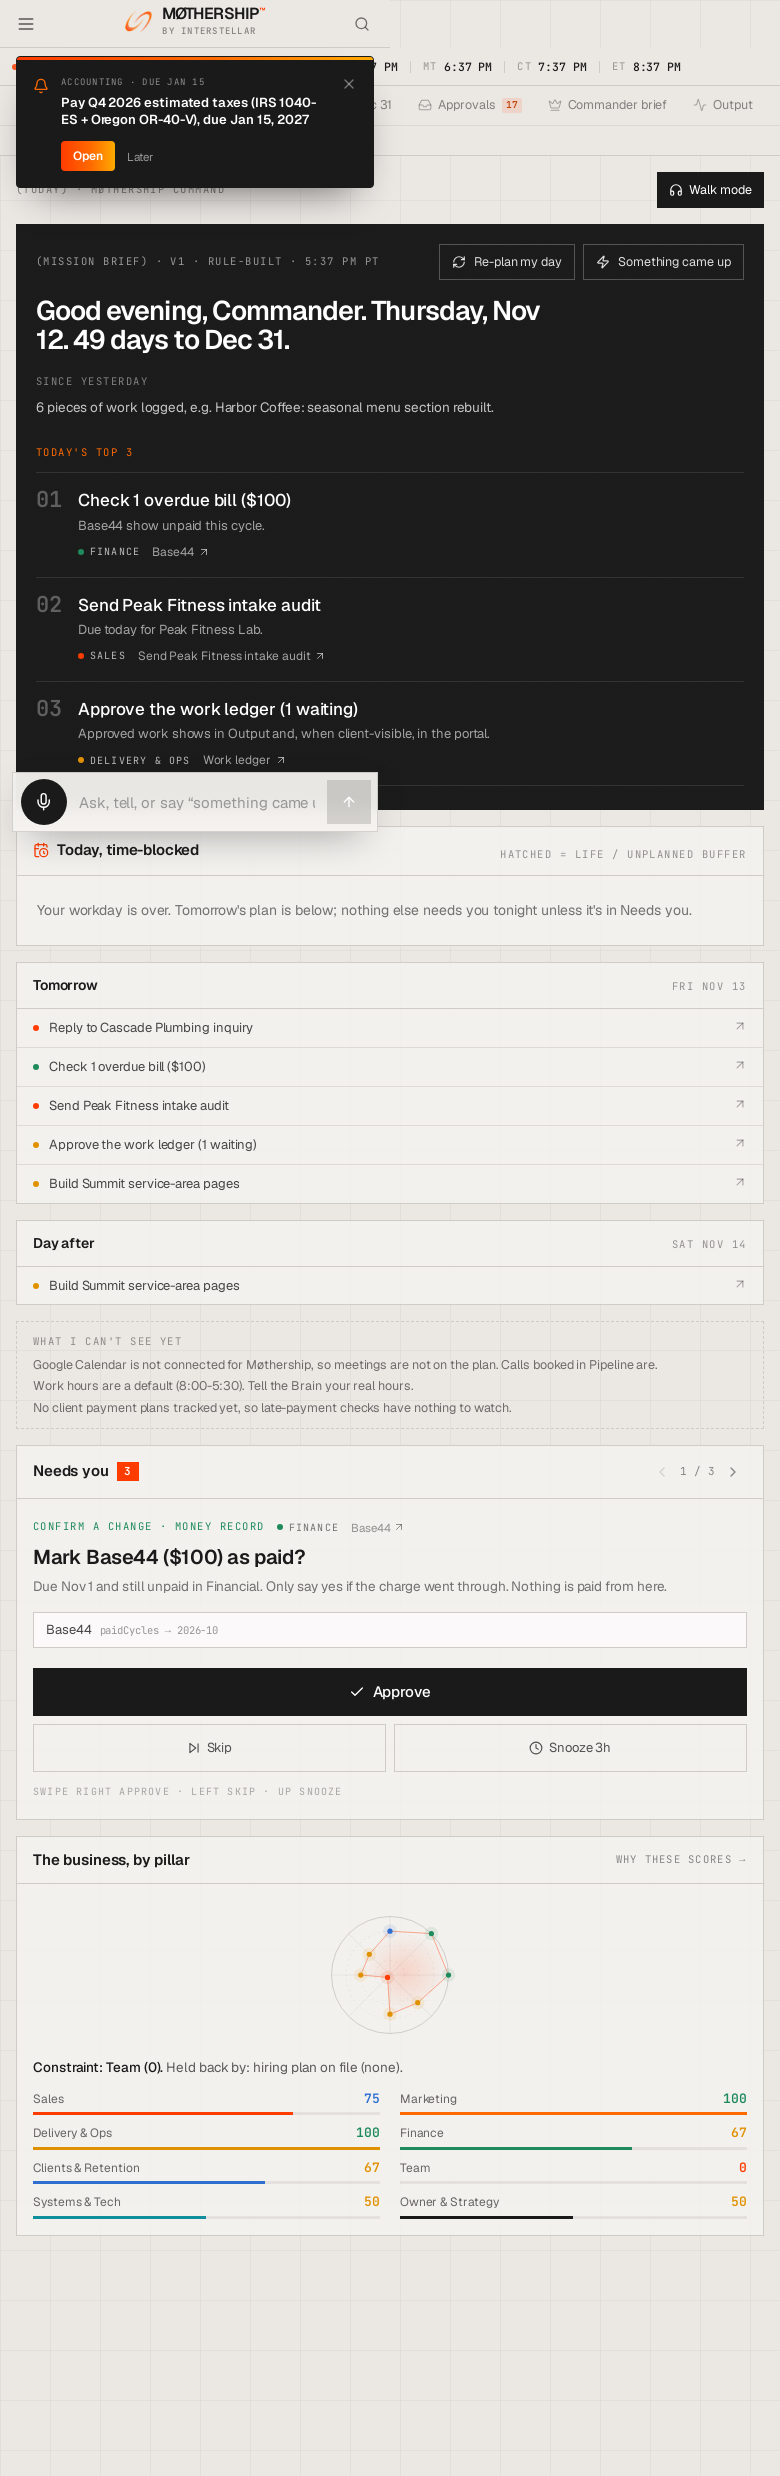 MØTHERSHIP™
BY INTERSTELLAR
7 PM MT 6:37 PM CT 7:37 PM ET 8:37 PM
ACCOUNTING · DUE JAN 15
Pay Q4 2026 estimated taxes (IRS 1040-
ES + Oregon OR-40-V), due Jan 15, 2027
Open Later
c 31 Approvals 17 Commander brief Output
(TODAY) · MØTHERSHIP COMMAND
Walk mode
(MISSION BRIEF) · V1 · RULE-BUILT · 5:37 PM PT
Re-plan my day Something came up
Good evening, Commander. Thursday, Nov
12. 49 days to Dec 31.
SINCE YESTERDAY
6 pieces of work logged, e.g. Harbor Coffee: seasonal menu section rebuilt.
TODAY'S TOP 3
01 Check 1 overdue bill ($100)
Base44 show unpaid this cycle.
FINANCE Base44
02 Send Peak Fitness intake audit
Due today for Peak Fitness Lab.
SALES Send Peak Fitness intake audit
03 Approve the work ledger (1 waiting)
Approved work shows in Output and, when client-visible, in the portal.
DELIVERY & OPS Work ledger
Ask, tell, or say “something came u
Today, time-blocked
HATCHED = LIFE / UNPLANNED BUFFER
Your workday is over. Tomorrow's plan is below; nothing else needs you tonight unless it's in Needs you.
Tomorrow FRI NOV 13
Reply to Cascade Plumbing inquiry
Check 1 overdue bill ($100)
Send Peak Fitness intake audit
Approve the work ledger (1 waiting)
Build Summit service-area pages
Day after SAT NOV 14
Build Summit service-area pages
WHAT I CAN'T SEE YET
Google Calendar is not connected for Møthership, so meetings are not on the plan. Calls booked in Pipeline are.
Work hours are a default (8:00-5:30). Tell the Brain your real hours.
No client payment plans tracked yet, so late-payment checks have nothing to watch.
Needs you 3 1 / 3
CONFIRM A CHANGE · MONEY RECORD FINANCE Base44
Mark Base44 ($100) as paid?
Due Nov 1 and still unpaid in Financial. Only say yes if the charge went through. Nothing is paid from here.
Base44 paidCycles → 2026-10
Approve
Skip Snooze 3h
SWIPE RIGHT APPROVE · LEFT SKIP · UP SNOOZE
The business, by pillar WHY THESE SCORES →
Constraint: Team (0). Held back by: hiring plan on file (none).
Sales 75 Marketing 100
Delivery & Ops 100 Finance 67
Clients & Retention 67 Team 0
Systems & Tech 50 Owner & Strategy 50